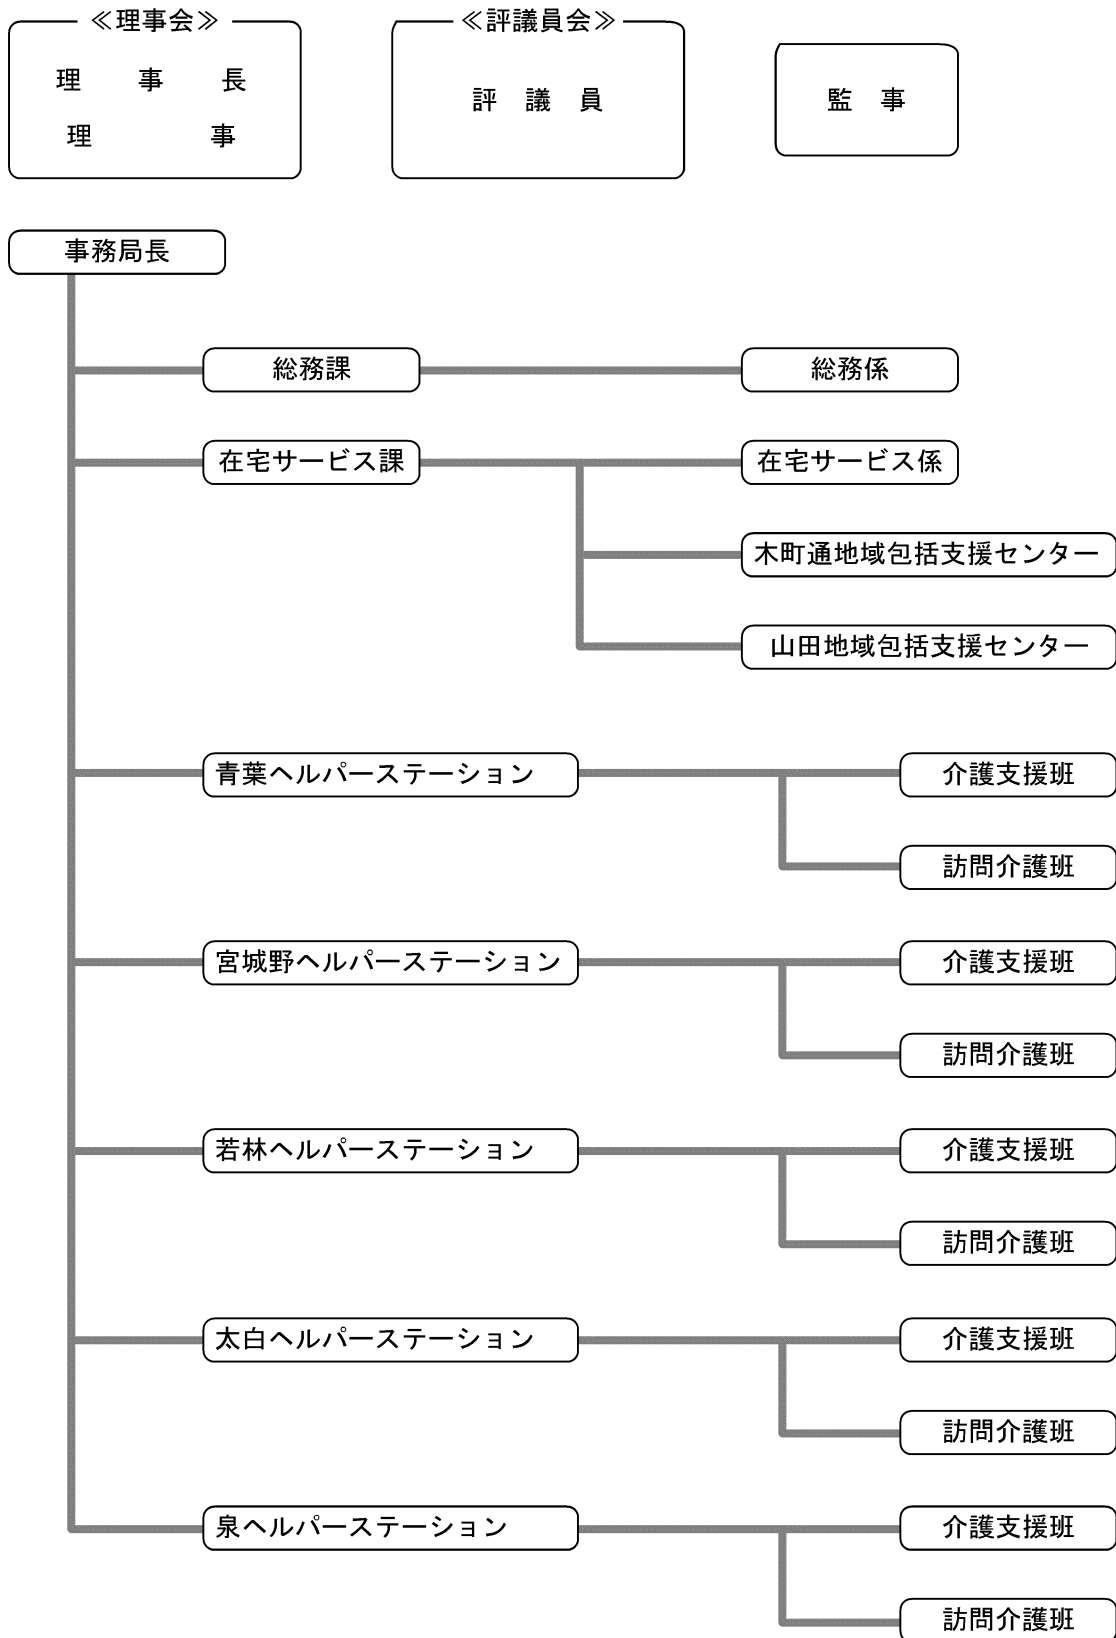 ≪理事会≫
理事長
理事
≪評議員会≫
評議員
監事
事務局長
総務課
総務係
在宅サービス課
在宅サービス係
木町通地域包括支援センター
山田地域包括支援センター
青葉ヘルパーステーション
介護支援班
訪問介護班
宮城野ヘルパーステーション
介護支援班
訪問介護班
若林ヘルパーステーション
介護支援班
訪問介護班
太白ヘルパーステーション
介護支援班
訪問介護班
泉ヘルパーステーション
介護支援班
訪問介護班